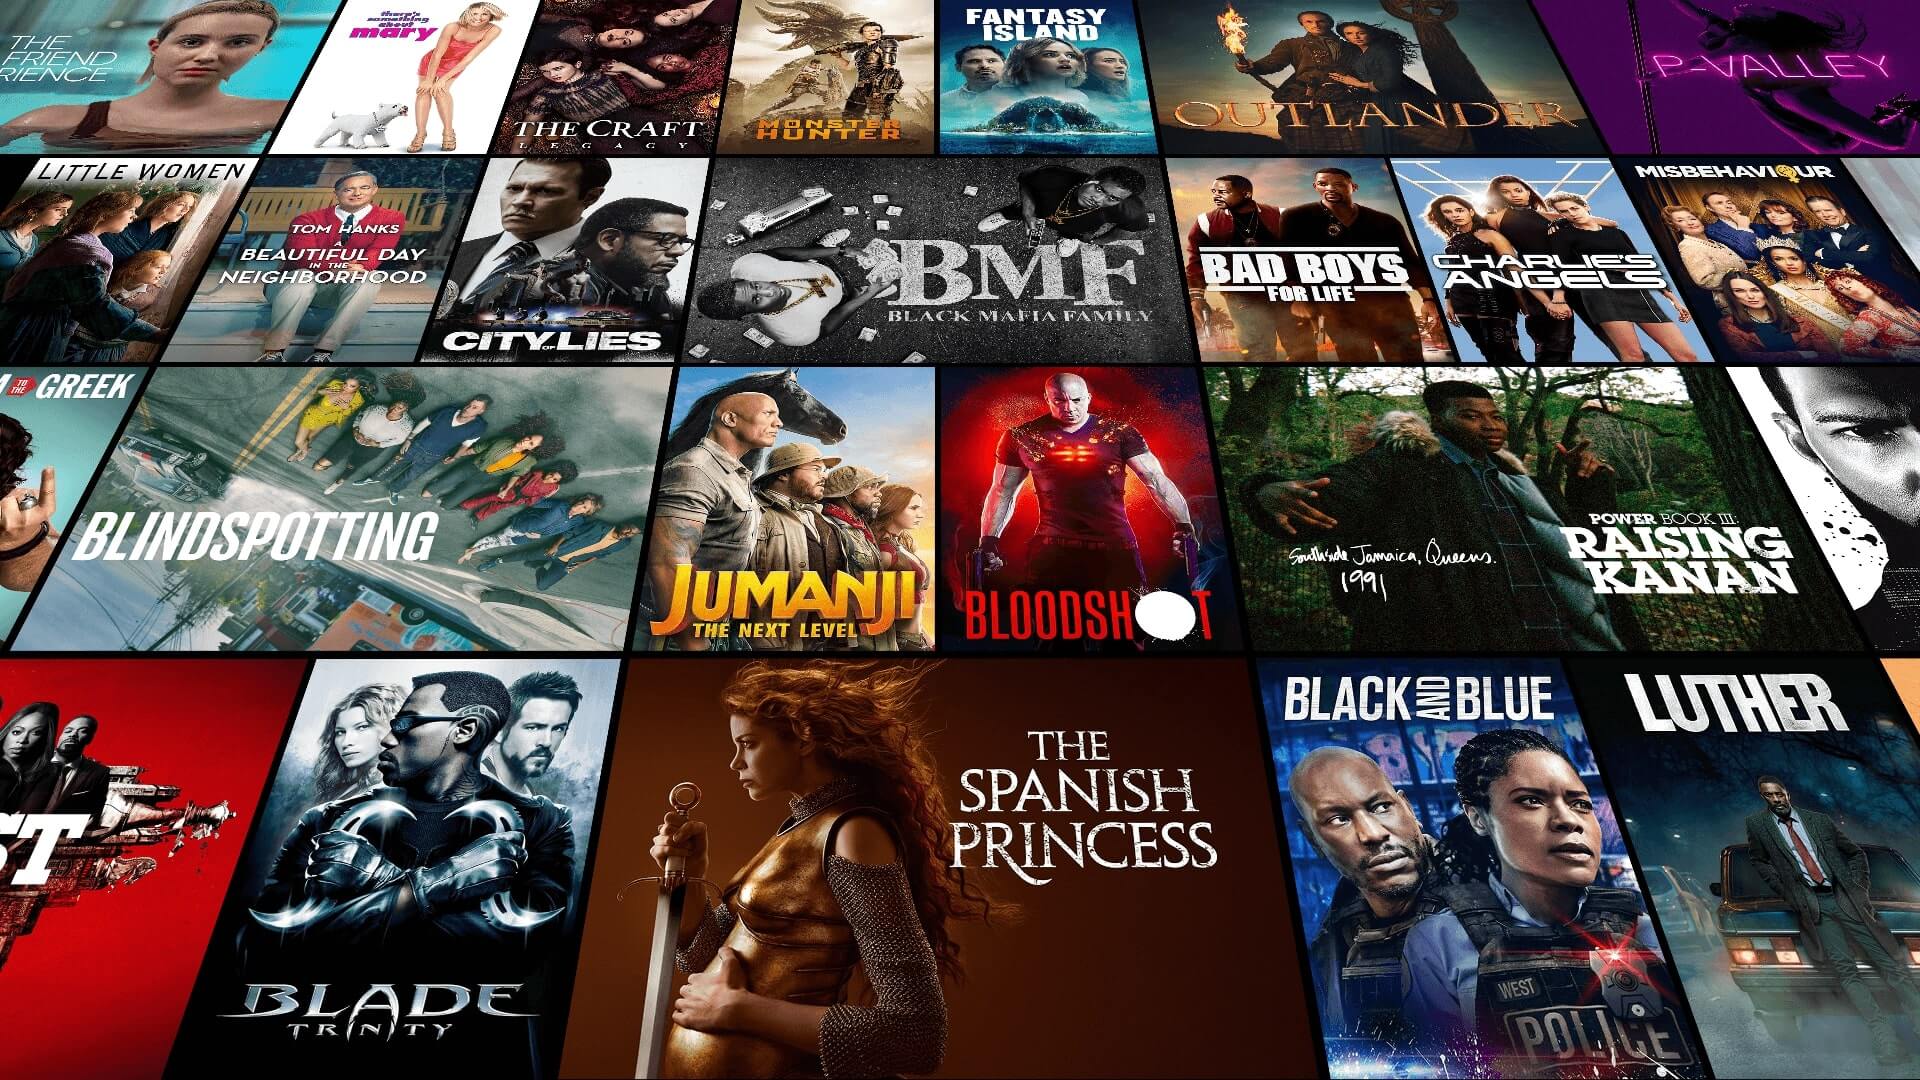 THE
FRIEND
RIENCE
there's
something
about
mary
THE CRAFT
LEGACY
MONSTER
HUNTER
FANTASY
ISLAND
OUTLANDER
P-VALLEY
LITTLE WOMEN
TOM HANKS
A
BEAUTIFUL DAY
IN THE
NEIGHBORHOOD
CITY OF LIES
BMF
BLACK MAFIA FAMILY
BAD BOYS
FOR LIFE
CHARLIE'S
ANGELS
MISBEHAVIOUR
TO THE GREEK
BLINDSPOTTING
JUMANJI
THE NEXT LEVEL
BLOODSHOT
Southside Jamaica, Queens.
1991
POWER BOOK III:
RAISING
KANAN
ST
BLADE
TRINITY
THE
SPANISH
PRINCESS
BLACK AND BLUE
WEST
POLICE
LUTHER